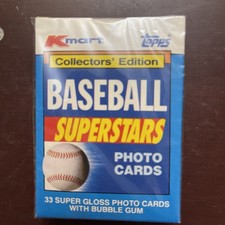 Kmart topps
Collectors' Edition
BASEBALL
SUPERSTARS
PHOTO
CARDS
33 SUPER GLOSS PHOTO CARDS
WITH BUBBLE GUM